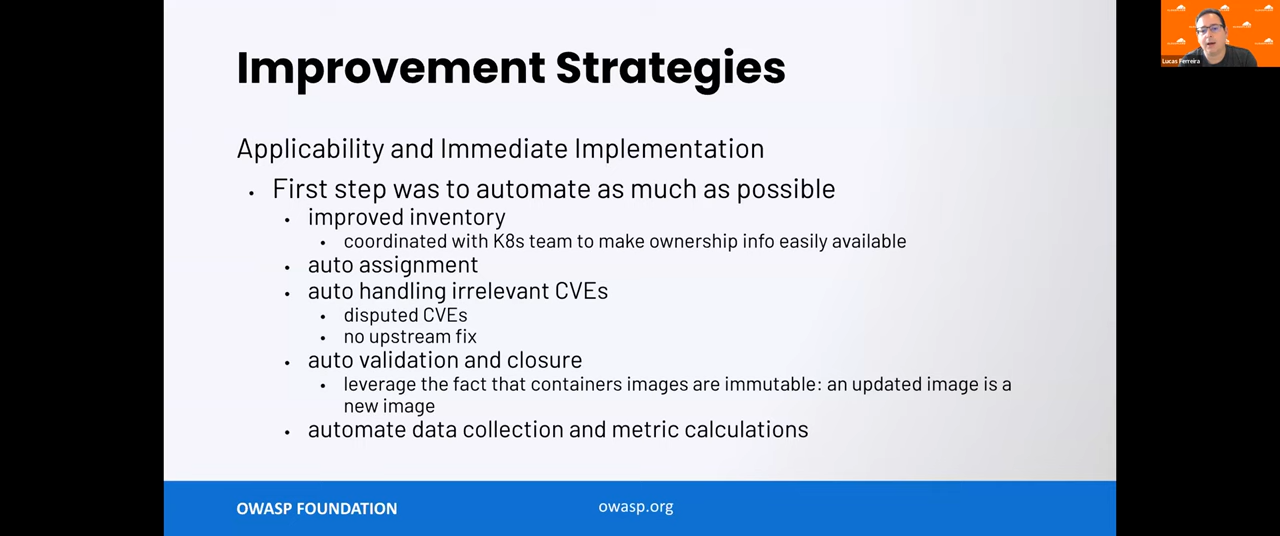 Improvement Strategies
Applicability and Immediate Implementation
• First step was to automate as much as possible
• improved inventory
• coordinated with K8s team to make ownership info easily available
• auto assignment
• auto handling irrelevant CVEs
• disputed CVEs
• no upstream fix
• auto validation and closure
• leverage the fact that containers images are immutable: an updated image is a
new image
• automate data collection and metric calculations
OWASP FOUNDATION
owasp.org
Lucas Ferreira